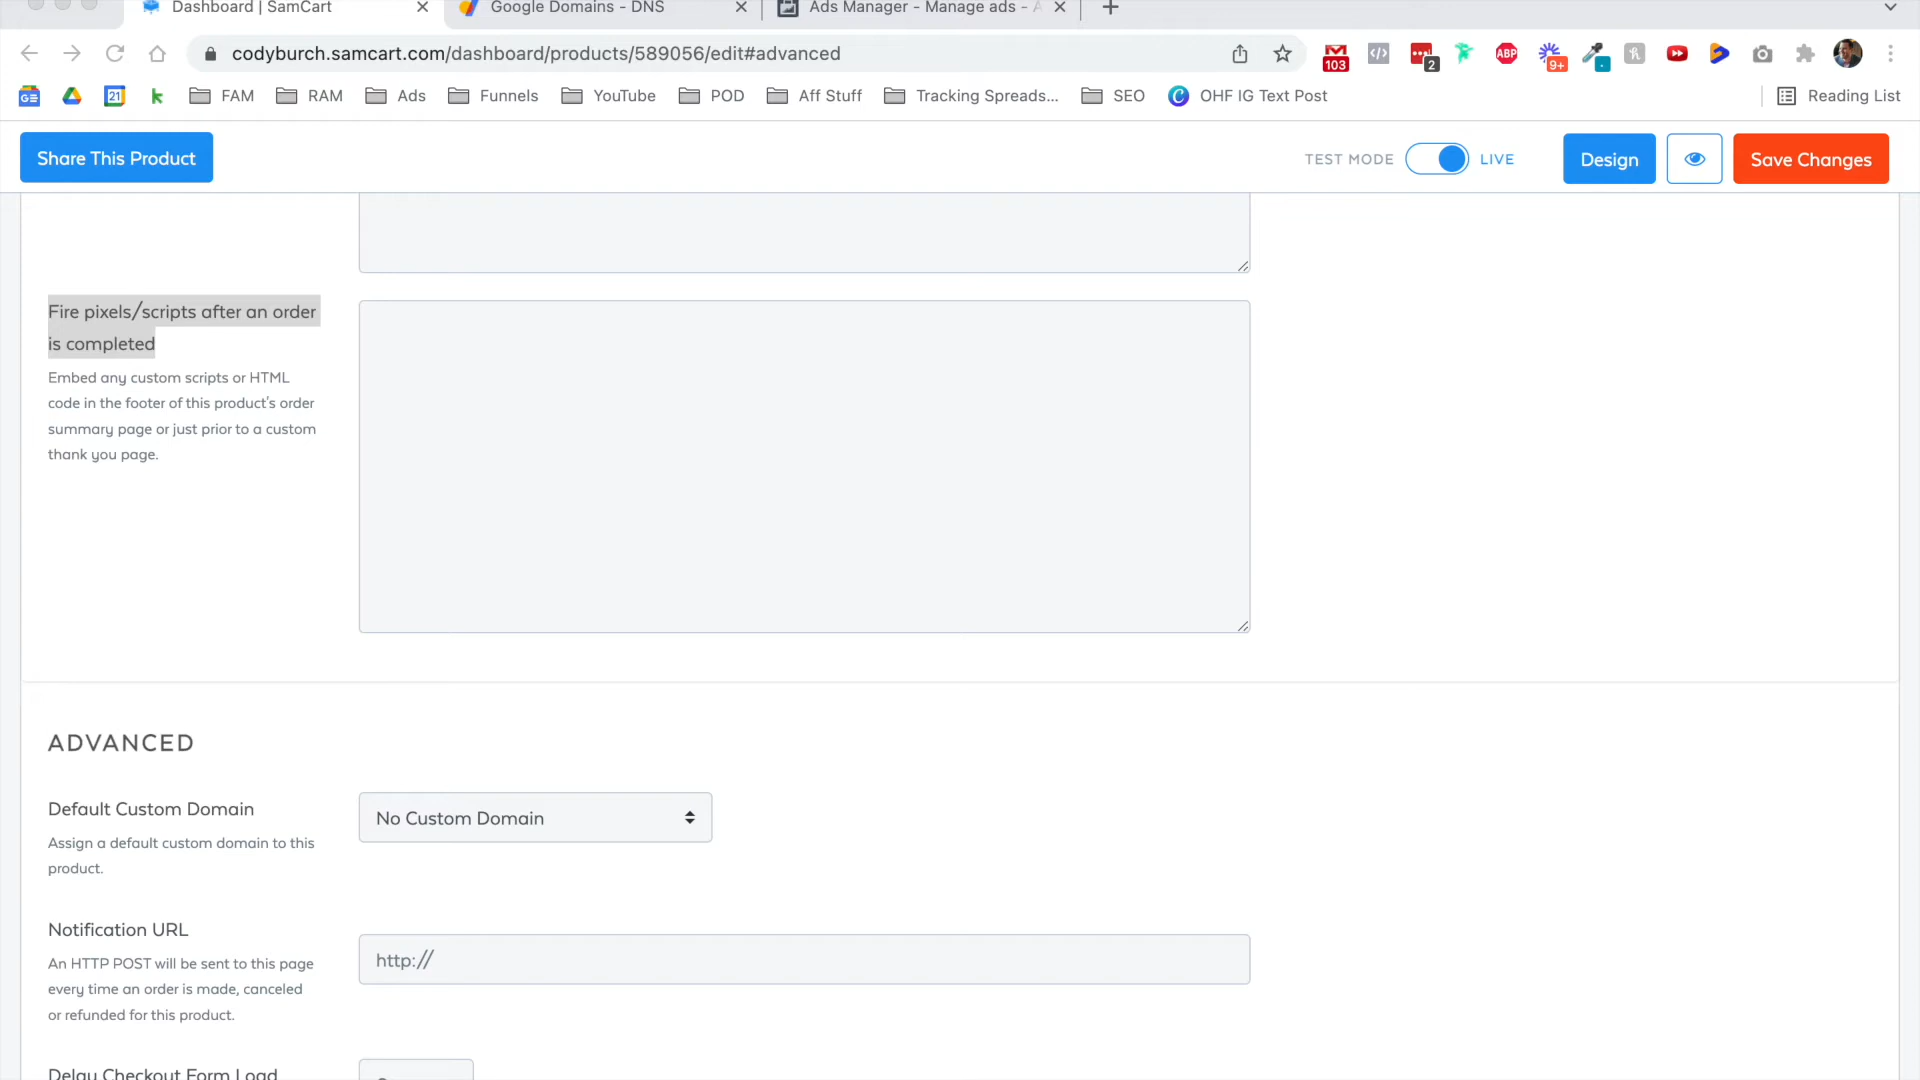 Dashboard | SamCart
Google Domains - DNS
Ads Manager - Manage ads - A
codyburch.samcart.com/dashboard/products/589056/edit#advanced
103
2
ABP
9+
GE
21
k
FAM
RAM
Ads
Funnels
YouTube
POD
Aff Stuff
Tracking Spreads...
SEO
OHF IG Text Post
Reading List
Share This Product
TEST MODE
LIVE
Design
Save Changes
Fire pixels/scripts after an order
is completed
Embed any custom scripts or HTML
code in the footer of this product's order
summary page or just prior to a custom
thank you page.
ADVANCED
Default Custom Domain
No Custom Domain
Assign a default custom domain to this
product.
Notification URL
http://
An HTTP POST will be sent to this page
every time an order is made, canceled
or refunded for this product.
Delay Checkout Form Load